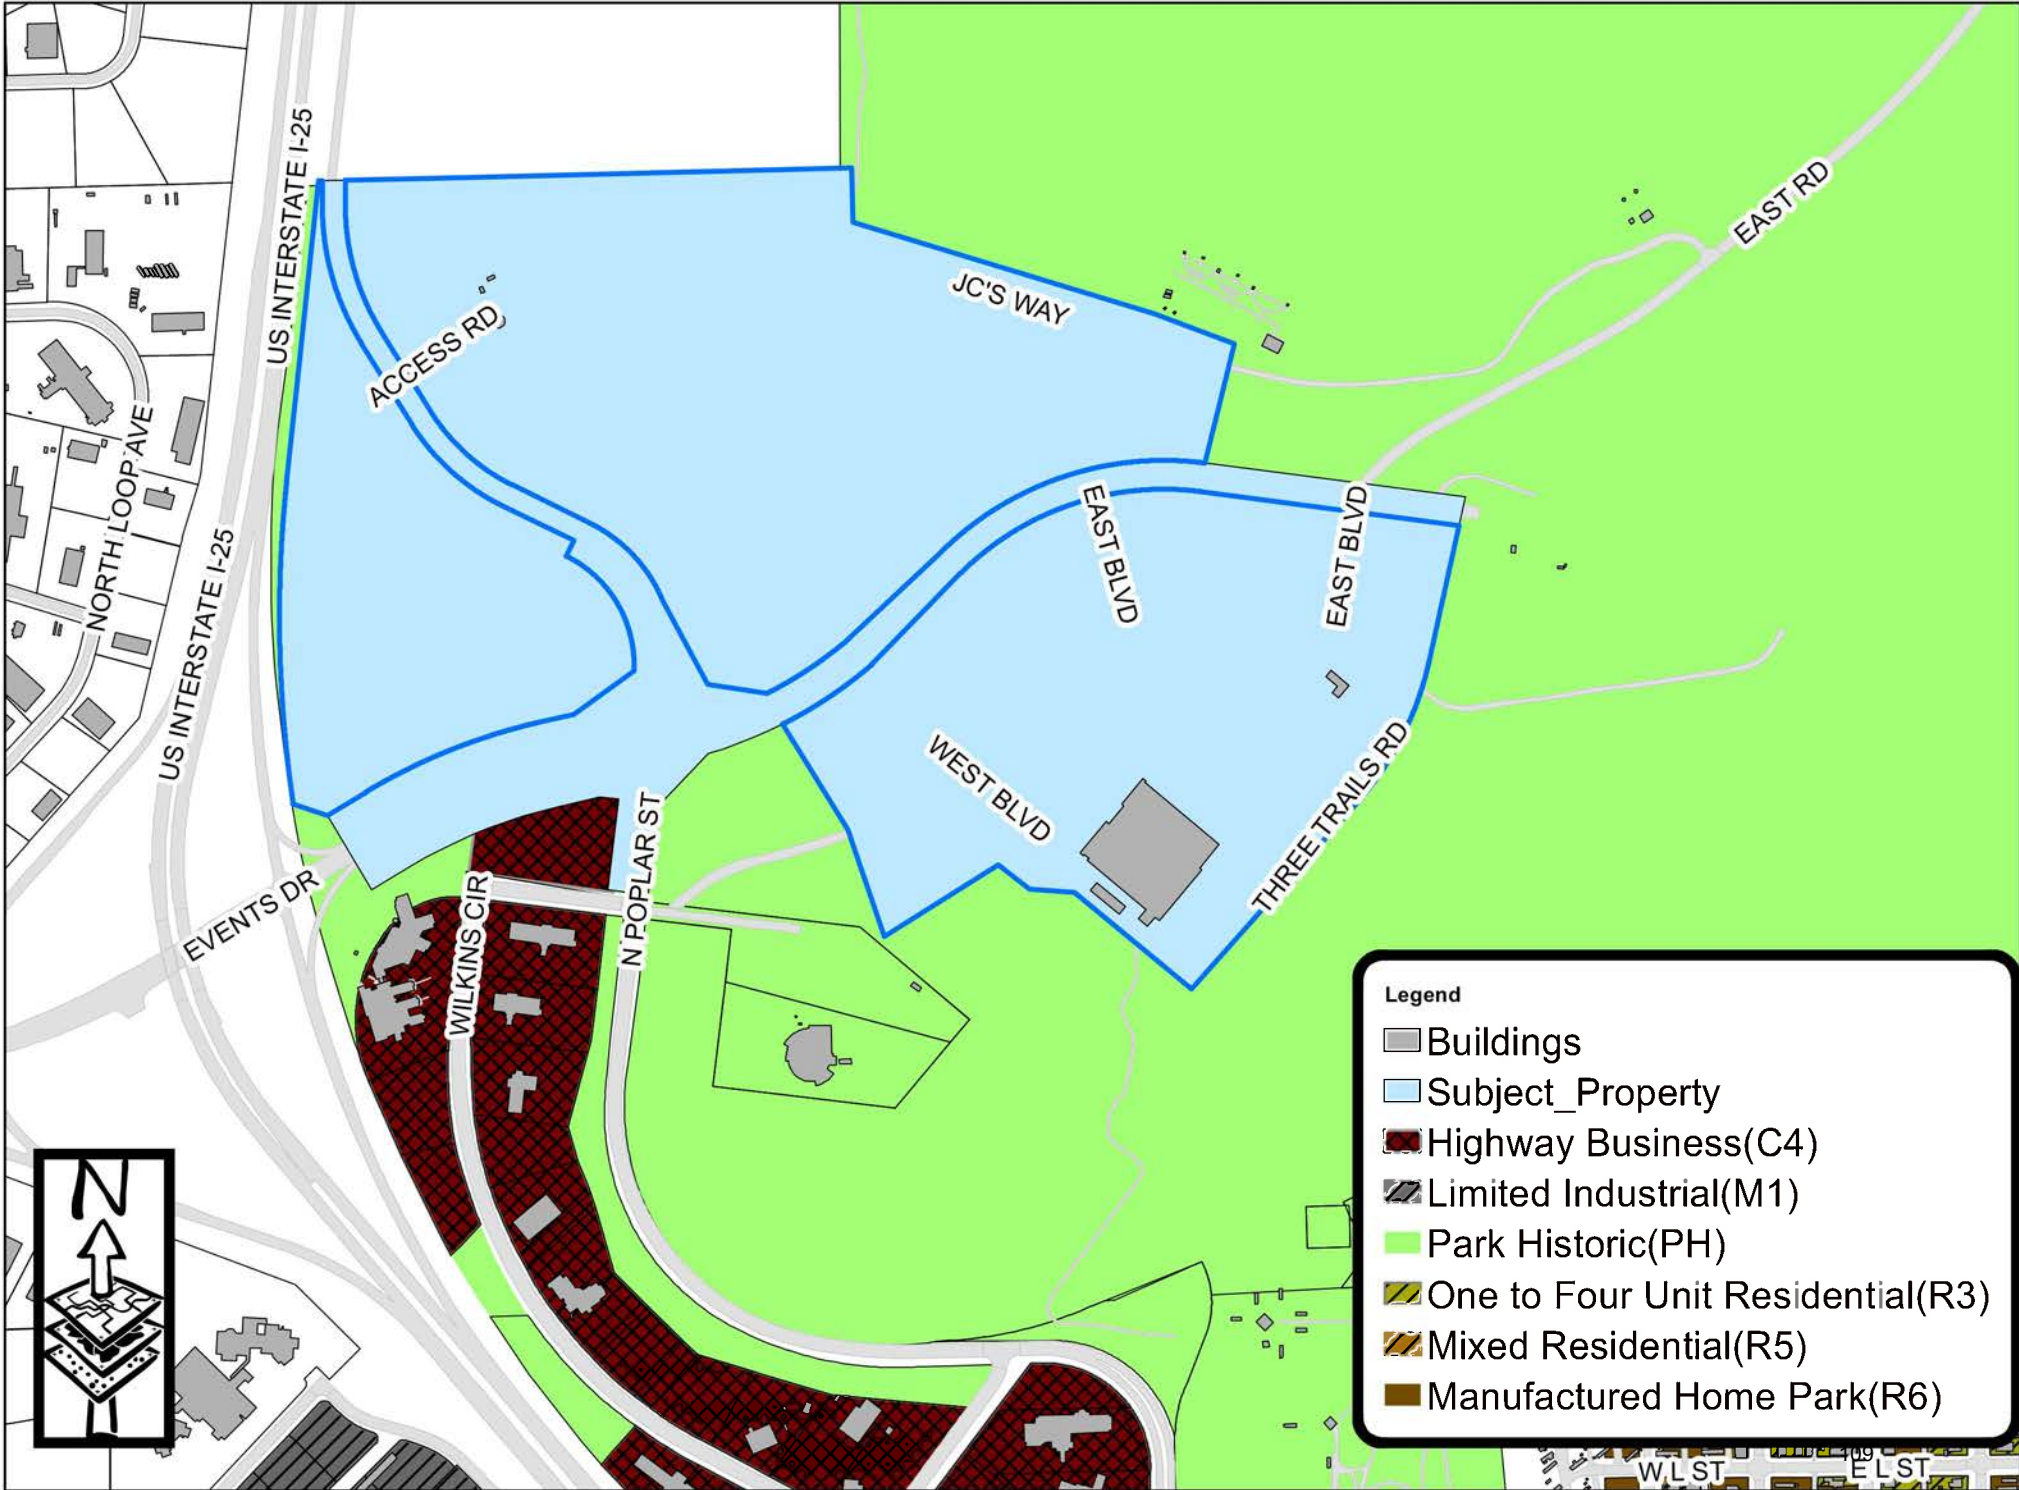 US INTERSTATE I-25
EAST RD
JC'S WAY
ACCESS RD
NORTH LOOP AVE
EAST BLVD
EAST BLVD
US INTERSTATE I-25
WEST BLVD
THREE TRAILS RD
N POPLAR ST
EVENTS DR
WILKINS CIR
N
Legend
Buildings
Subject_Property
Highway Business(C4)
Limited Industrial(M1)
Park Historic(PH)
One to Four Unit Residential(R3)
Mixed Residential(R5)
Manufactured Home Park(R6)
109
W L ST
E L ST